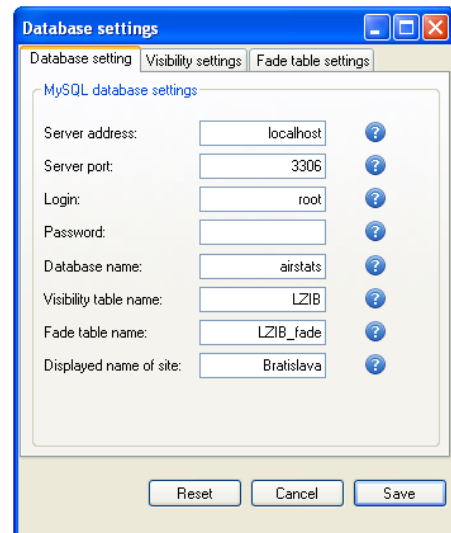 Database settings
Database setting Visibility settings Fade table settings
MySQL database settings
Server address: localhost
Server port: 3306
Login: root
Password:
Database name: airstats
Visibility table name: LZIB
Fade table name: LZIB_fade
Displayed name of site: Bratislava
Reset Cancel Save